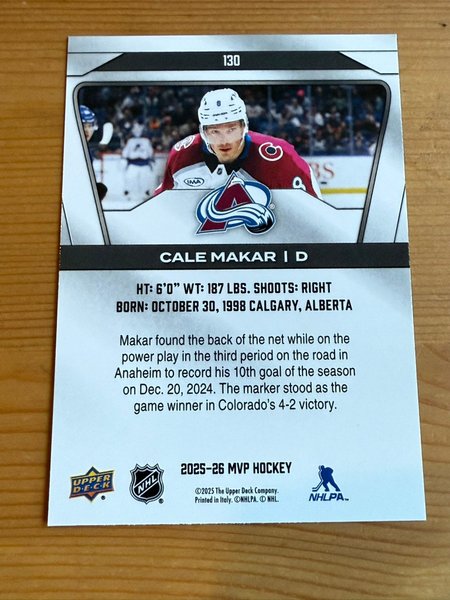 130
8
IMA
8
CALE MAKAR | D
HT: 6'0" WT: 187 LBS. SHOOTS: RIGHT
BORN: OCTOBER 30, 1998 CALGARY, ALBERTA
Makar found the back of the net while on the
power play in the third period on the road in
Anaheim to record his 10th goal of the season
on Dec. 20, 2024. The marker stood as the
game winner in Colorado's 4-2 victory.
2025-26 MVP HOCKEY
UPPER
DECK
NHL
©2025 The Upper Deck Company.
Printed in Italy. ©NHLPA. © NHL.
NHLPA